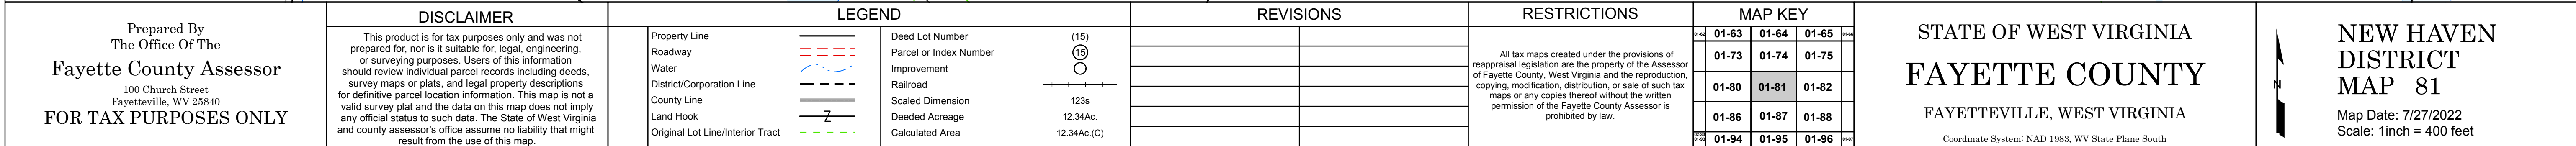 Prepared By
The Office Of The
Fayette County Assessor
100 Church Street
Fayetteville, WV 25840
FOR TAX PURPOSES ONLY
DISCLAIMER
This product is for tax purposes only and was not
prepared for, nor is it suitable for, legal, engineering,
or surveying purposes. Users of this information
should review individual parcel records including deeds,
survey maps or plats, and legal property descriptions
for definitive parcel location information. This map is not a
valid survey plat and the data on this map does not imply
any official status to such data. The State of West Virginia
and county assessor's office assume no liability that might
result from the use of this map.
LEGEND
Property Line
Roadway
Water
District/Corporation Line
County Line
Land Hook
Z
Original Lot Line/Interior Tract
Deed Lot Number (15)
Parcel or Index Number 15
Improvement
Railroad
Scaled Dimension 123s
Deeded Acreage 12.34Ac.
Calculated Area 12.34Ac.(C)
REVISIONS
RESTRICTIONS
All tax maps created under the provisions of
reappraisal legislation are the property of the Assessor
of Fayette County, West Virginia and the reproduction,
copying, modification, distribution, or sale of such tax
maps or any copies thereof without the written
permission of the Fayette County Assessor is
prohibited by law.
MAP KEY
01-63 01-64 01-65
01-73 01-74 01-75
01-80 01-81 01-82
01-86 01-87 01-88
01-94 01-95 01-96
STATE OF WEST VIRGINIA
FAYETTE COUNTY
FAYETTEVILLE, WEST VIRGINIA
Coordinate System: NAD 1983, WV State Plane South
N
NEW HAVEN
DISTRICT
MAP 81
Map Date: 7/27/2022
Scale: 1inch = 400 feet